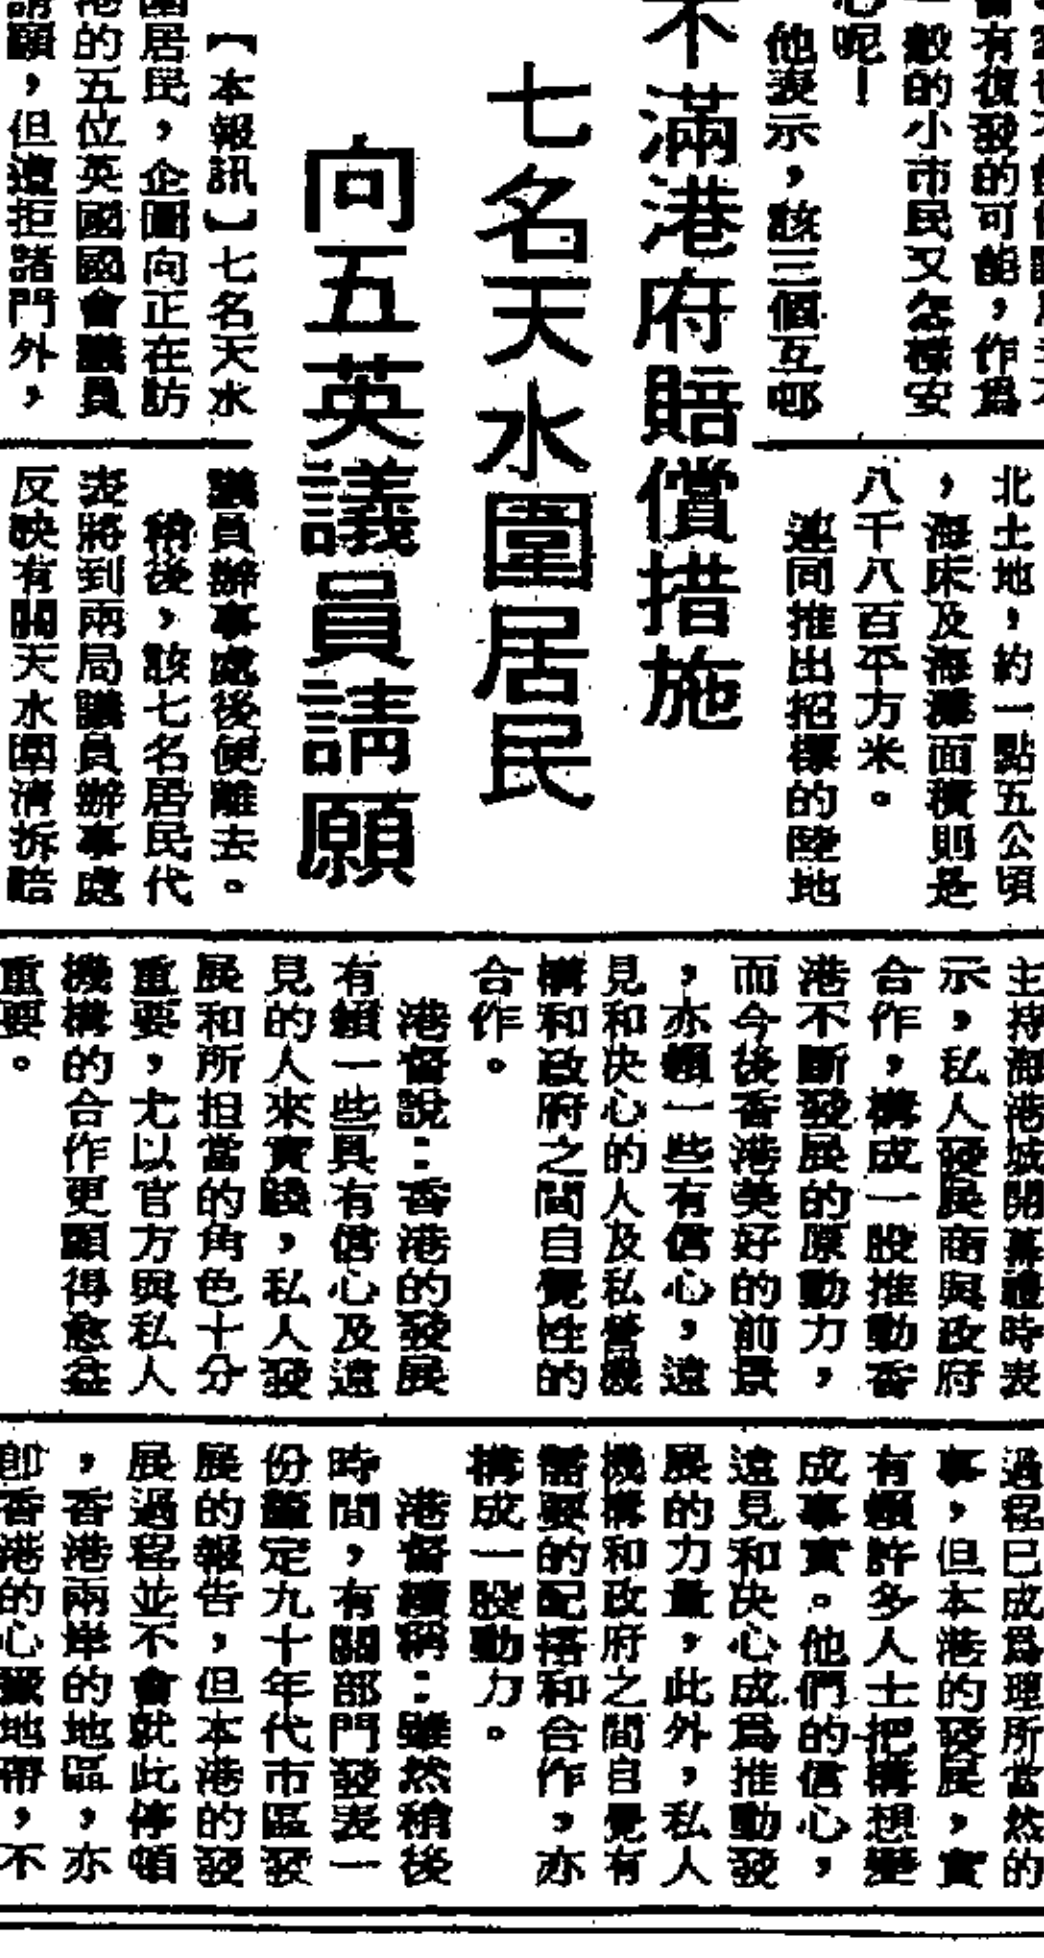 有復發的可能，作爲
一般的小市民又怎樣安
心呢！
他表示，該三個互助
北土地，約一點五公頃
，海床及海灘面積則是
八千八百平方米。
連同推出招標的陸地
不滿港府賠償措施
七名天水圍居民
向五英議員請願
【本報訊】七名天水
圍居民，企圖向正在訪
港的五位英國國會議員
請願，但遭拒諸門外，
議員辦事處後便離去。
稍後，該七名居民代
表將到兩局議員辦事處
反映有關天水圍清拆賠
主持海港城開幕禮時表
示，私人發展商與政府
合作，構成一股推動香
港不斷發展的原動力，
而今後香港美好的前景
，亦賴一些有信心，遠
見和決心的人及私營機
構和政府之間自覺性的
合作。
港督說：香港的發展
有賴一些具有信心及遠
見的人來實踐，私人發
展和所担當的角色十分
重要，尤以官方與私人
機構的合作更顯得愈益
重要。
過程已成爲理所當然的
事，但本港的發展，實
有賴許多人士把構想變
成事實。他們的信心，
遠見和決心成爲推動發
展的力量，此外，私人
機構和政府之間自覺有
需要的配搭和合作，亦
構成一股動力。
港督續稱：雖然稍後
時間，有關部門發表一
份釐定九十年代市區發
展的報告，但本港的發
展過程並不會就此停頓
，香港兩岸的地區，亦
即香港的心臟地帶，不